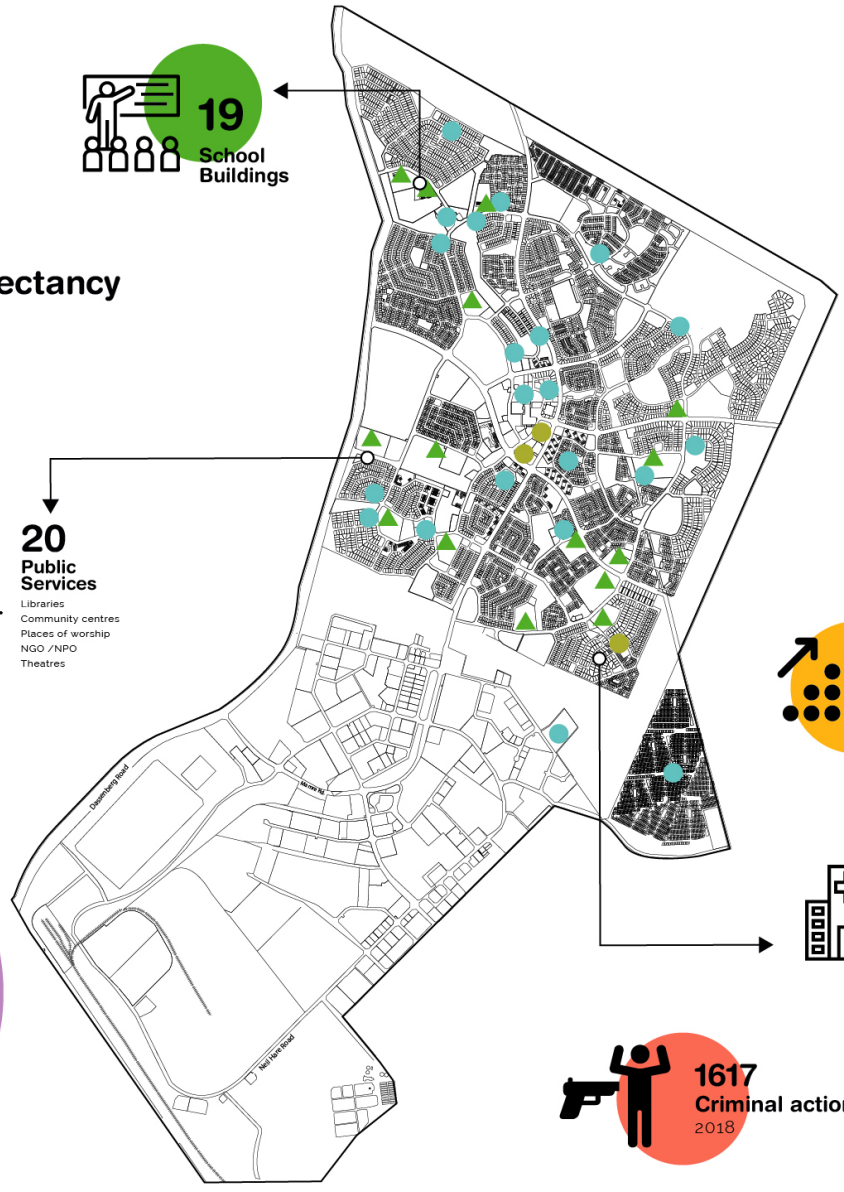 19
School
Buildings
ectancy
20
Public
Services
Libraries
Community centres
Places of worship
NGO /NPO
Theatres
Dassenberg Road
Neil Hare Road
1617
Criminal action
2018